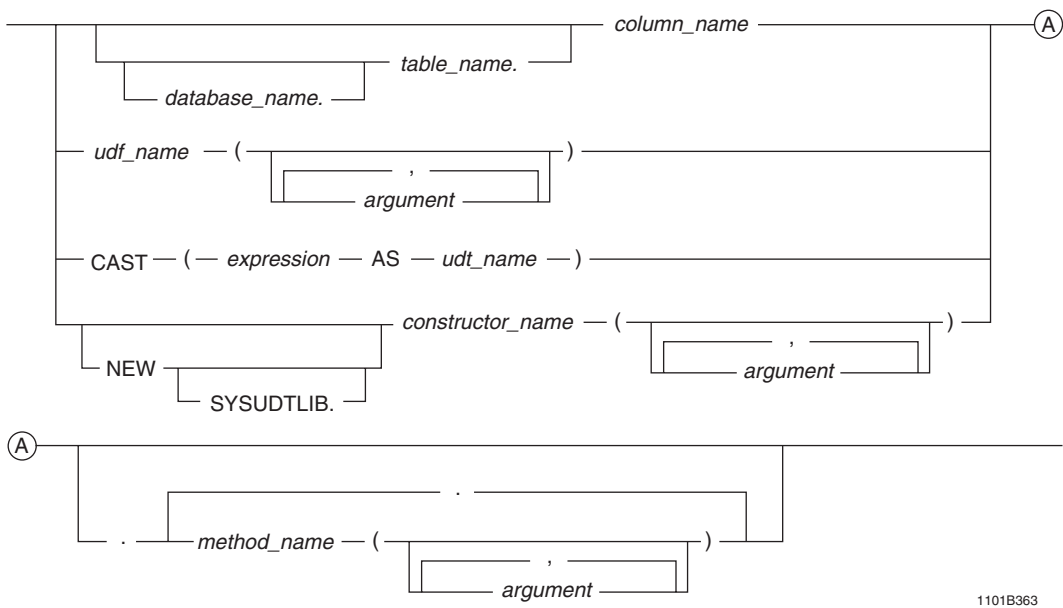 column_name A
table_name.
database_name.
udf_name ( , )
argument
CAST ( expression AS udt_name )
constructor_name ( , )
NEW argument
SYSUDTLIB.
A
.
. method_name ( , )
argument
1101B363